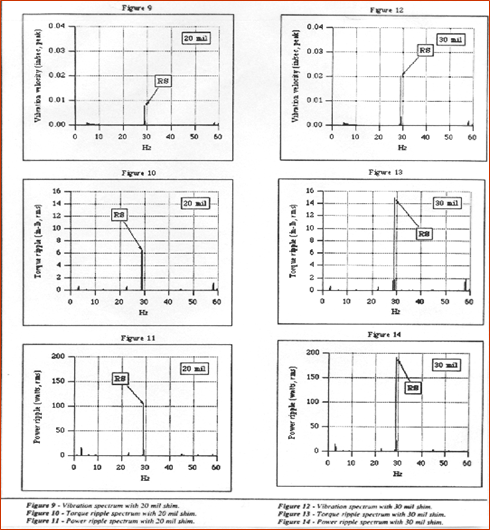 Figure 9
Vibration velocity (in/sec, peak)
0.04
0.03
0.02
0.01
0.00
20 mil
RS
0 10 20 30 40 50 60
Hz
Figure 10
Torque ripple (in-lb, rms)
16
14
12
10
8
6
4
2
0
20 mil
RS
0 10 20 30 40 50 60
Hz
Figure 11
Power ripple (watts, rms)
200
150
100
50
0
20 mil
RS
0 10 20 30 40 50 60
Hz
Figure 9 - Vibration spectrum with 20 mil shim.
Figure 10 - Torque ripple spectrum with 20 mil shim.
Figure 11 - Power ripple spectrum with 20 mil shim.
Figure 12
Vibration velocity (in/sec, peak)
0.04
0.03
0.02
0.01
0.00
30 mil
RS
0 10 20 30 40 50 60
Hz
Figure 13
Torque ripple (in-lb, rms)
16
14
12
10
8
6
4
2
0
30 mil
RS
0 10 20 30 40 50 60
Hz
Figure 14
Power ripple (watts, rms)
200
150
100
50
0
30 mil
RS
0 10 20 30 40 50 60
Hz
Figure 12 - Vibration spectrum with 30 mil shim.
Figure 13 - Torque ripple spectrum with 30 mil shim.
Figure 14 - Power ripple spectrum with 30 mil shim.